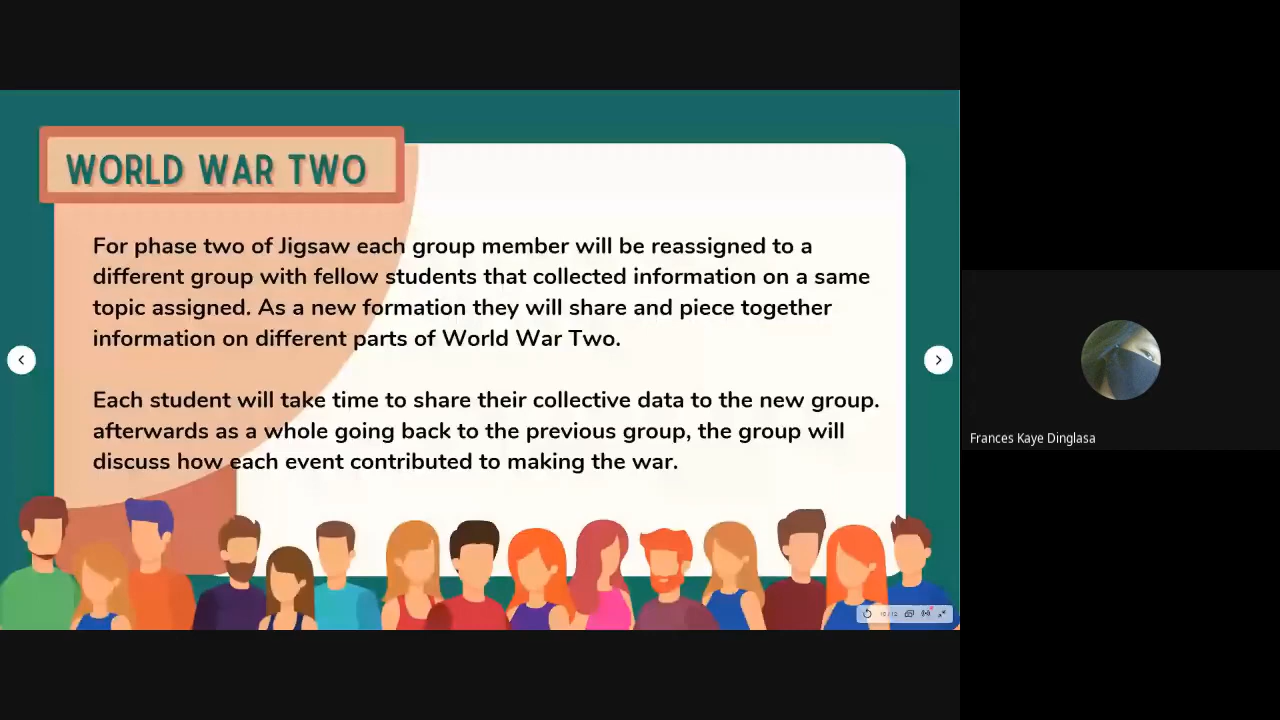 WORLD WAR TWO
For phase two of Jigsaw each group member will be reassigned to a
different group with fellow students that collected information on a same
topic assigned. As a new formation they will share and piece together
information on different parts of World War Two.
Each student will take time to share their collective data to the new group.
afterwards as a whole going back to the previous group, the group will
discuss how each event contributed to making the war.
Frances Kaye Dinglasa